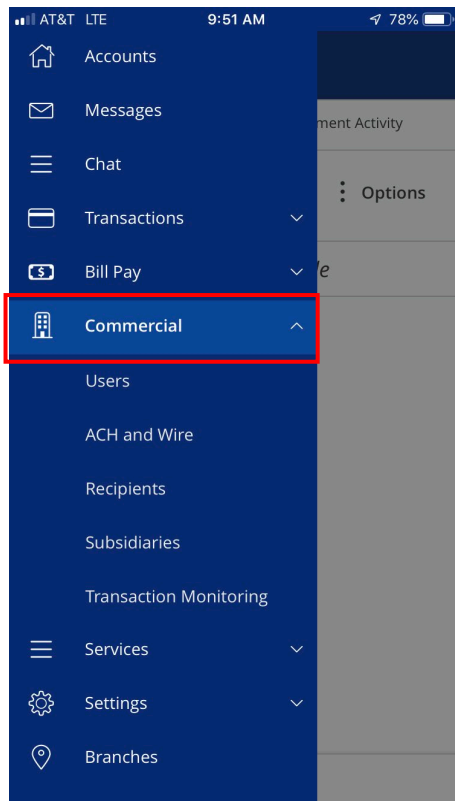 AT&T LTE 9:51 AM 78%
Accounts
Messages
ment Activity
Chat
Options
Transactions
Bill Pay
le
Commercial
Users
ACH and Wire
Recipients
Subsidiaries
Transaction Monitoring
Services
Settings
Branches